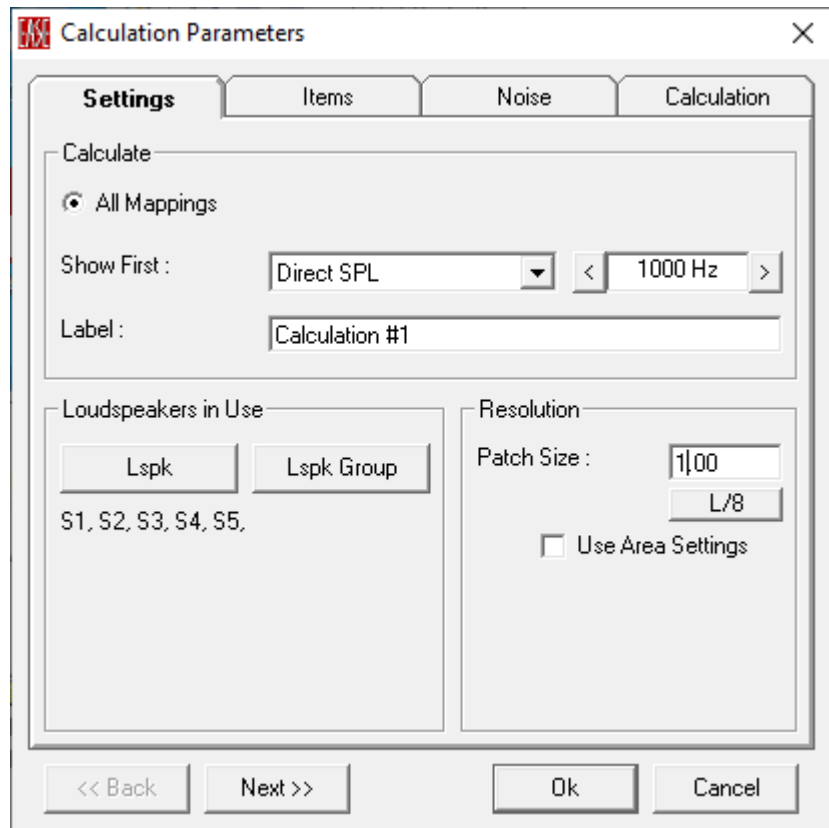 EASE Calculation Parameters
Settings Items Noise Calculation
Calculate
All Mappings
Show First : Direct SPL < 1000 Hz >
Label : Calculation #1
Loudspeakers in Use
Lspk Lspk Group
S1, S2, S3, S4, S5,
Resolution
Patch Size : 1.00
L/8
Use Area Settings
<< Back Next >> Ok Cancel